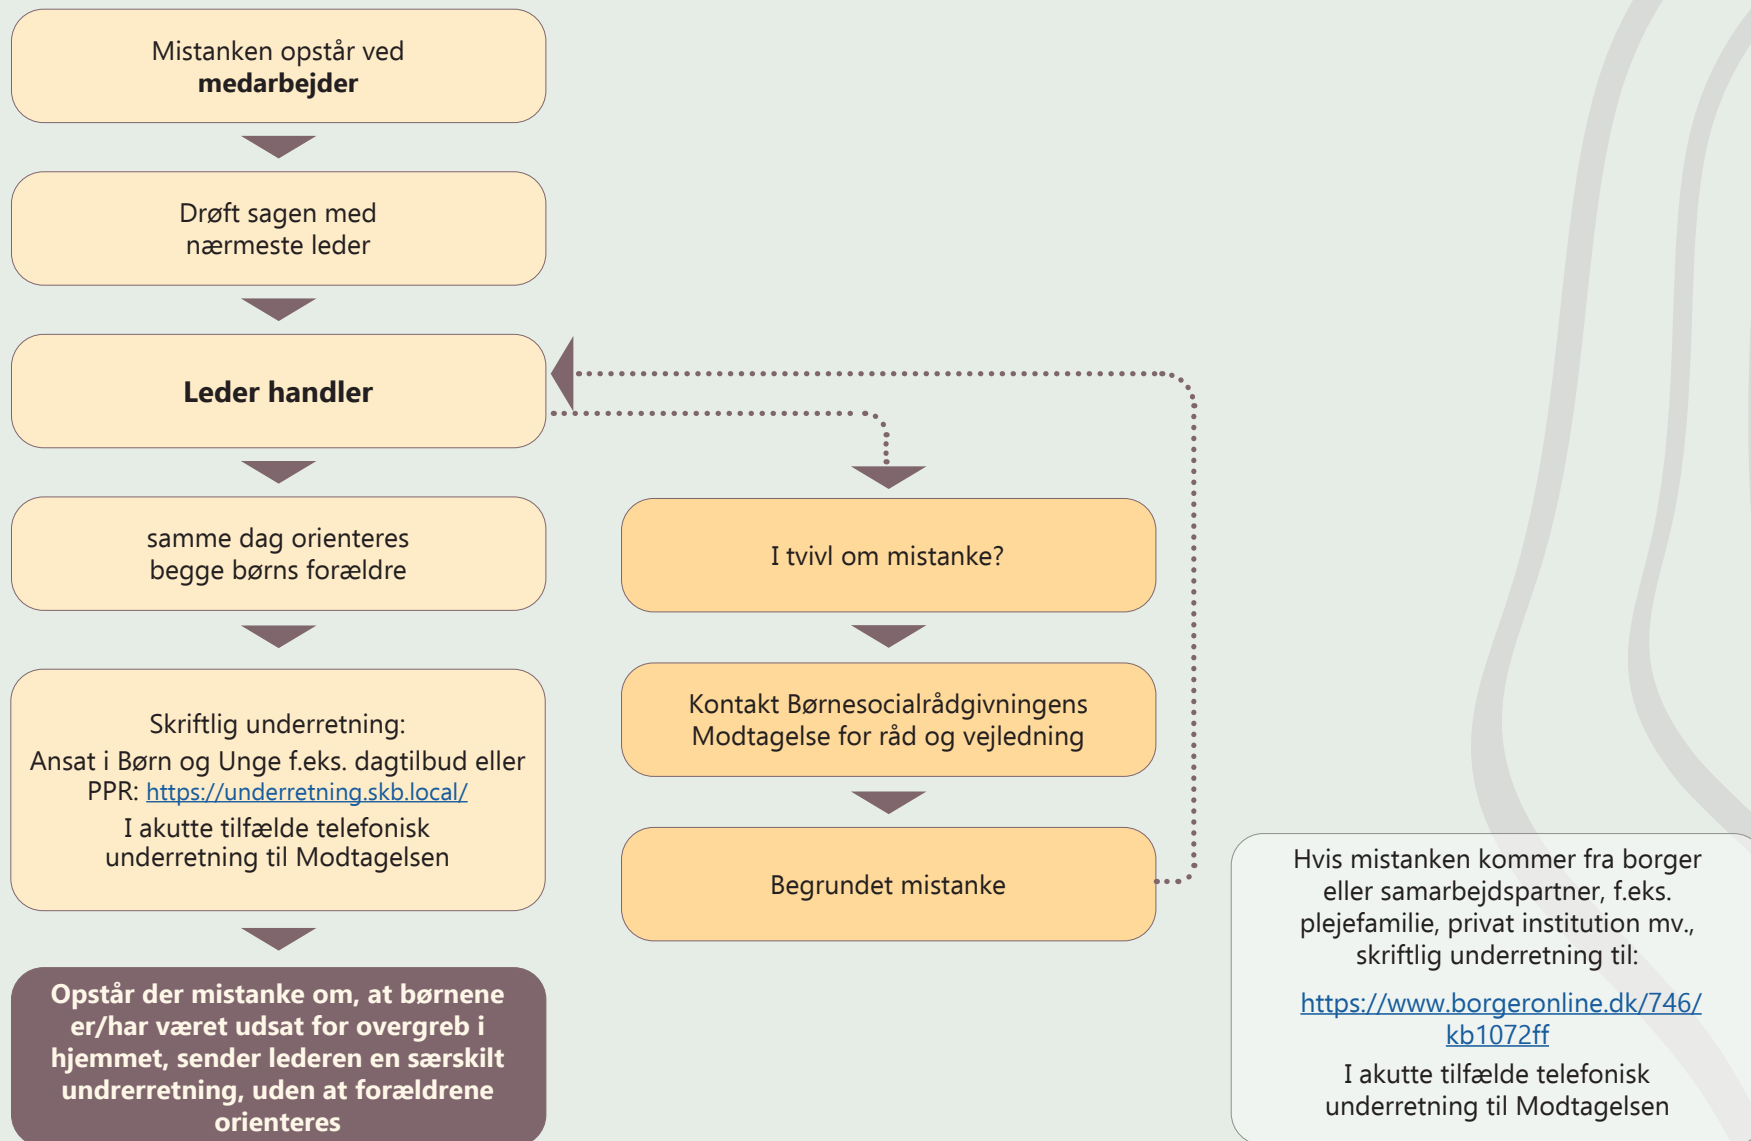 Mistanken opstår ved
medarbejder
Drøft sagen med
nærmeste leder
Leder handler
samme dag orienteres
begge børns forældre
Skriftlig underretning:
Ansat i Børn og Unge f.eks. dagtilbud eller
PPR: https://underretning.skb.local/
I akutte tilfælde telefonisk
underretning til Modtagelsen
Opstår der mistanke om, at børnene
er/har været udsat for overgreb i
hjemmet, sender lederen en særskilt
undrerretning, uden at forældrene
orienteres
I tvivl om mistanke?
Kontakt Børnesocialrådgivningens
Modtagelse for råd og vejledning
Begrundet mistanke
Hvis mistanken kommer fra borger
eller samarbejdspartner, f.eks.
plejefamilie, privat institution mv.,
skriftlig underretning til:
https://www.borgeronline.dk/746/
kb1072ff
I akutte tilfælde telefonisk
underretning til Modtagelsen